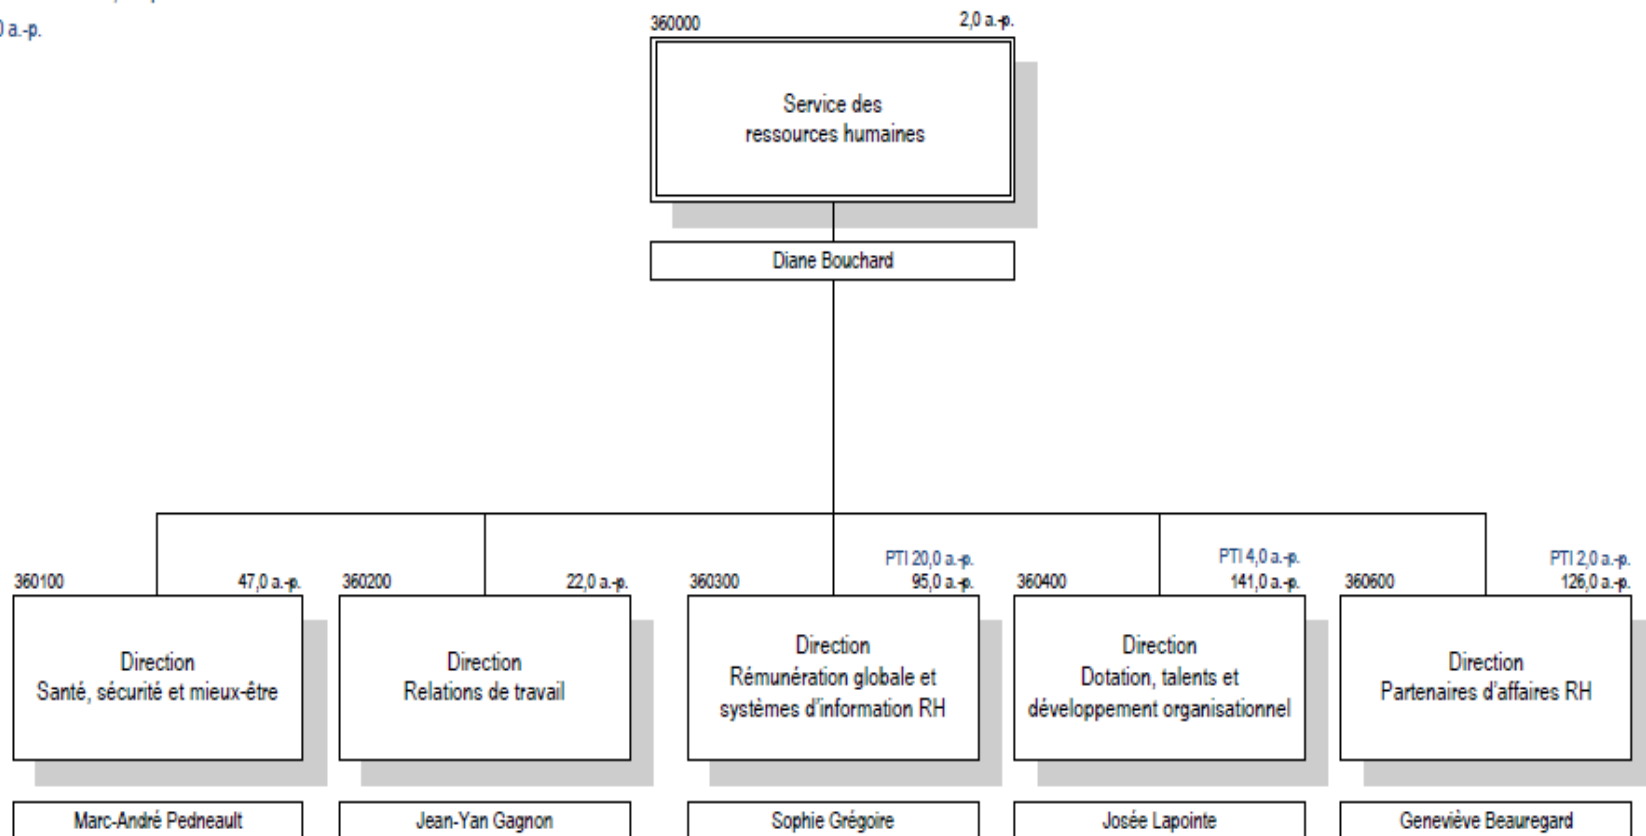 a.-p.
360000 2,0 a.-p.
Service des
ressources humaines
Diane Bouchard
360100 47,0 a.-p.
Direction
Santé, sécurité et mieux-être
Marc-André Pedneault
360200 22,0 a.-p.
Direction
Relations de travail
Jean-Yan Gagnon
PTI 20,0 a.-p.
360300 95,0 a.-p.
Direction
Rémunération globale et
systèmes d'information RH
Sophie Grégoire
PTI 4,0 a.-p.
360400 141,0 a.-p.
Direction
Dotation, talents et
développement organisationnel
Josée Lapointe
PTI 2,0 a.-p.
360600 126,0 a.-p.
Direction
Partenaires d'affaires RH
Geneviève Beauregard